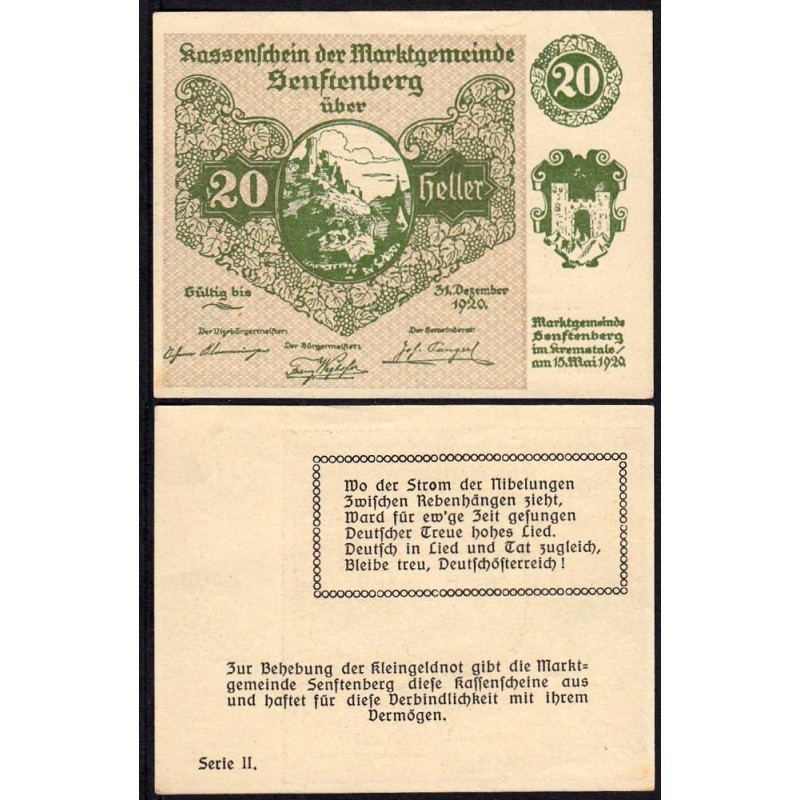 Kassenschein der Marktgemeinde
Senftenberg
über
20 Heller
Gültig bis
31. Dezember
1920.
Der Vizebürgermeister:
Der Bürgermeister:
Der Gemeinderat:
20
Marktgemeinde
Senftenberg
im Kremstale/
am 15. Mai 1920
Wo der Strom der Nibelungen
Zwischen Rebenhängen zieht,
Ward für ew'ge Zeit gesungen
Deutscher Treue hohes Lied.
Deutsch in Lied und Tat zugleich,
Bleibe treu, Deutschösterreich!
Zur Behebung der Kleingeldnot gibt die Markt=
gemeinde Senftenberg diese Kassenscheine aus
und haftet für diese Verbindlichkeit mit ihrem
Vermögen.
Serie II.